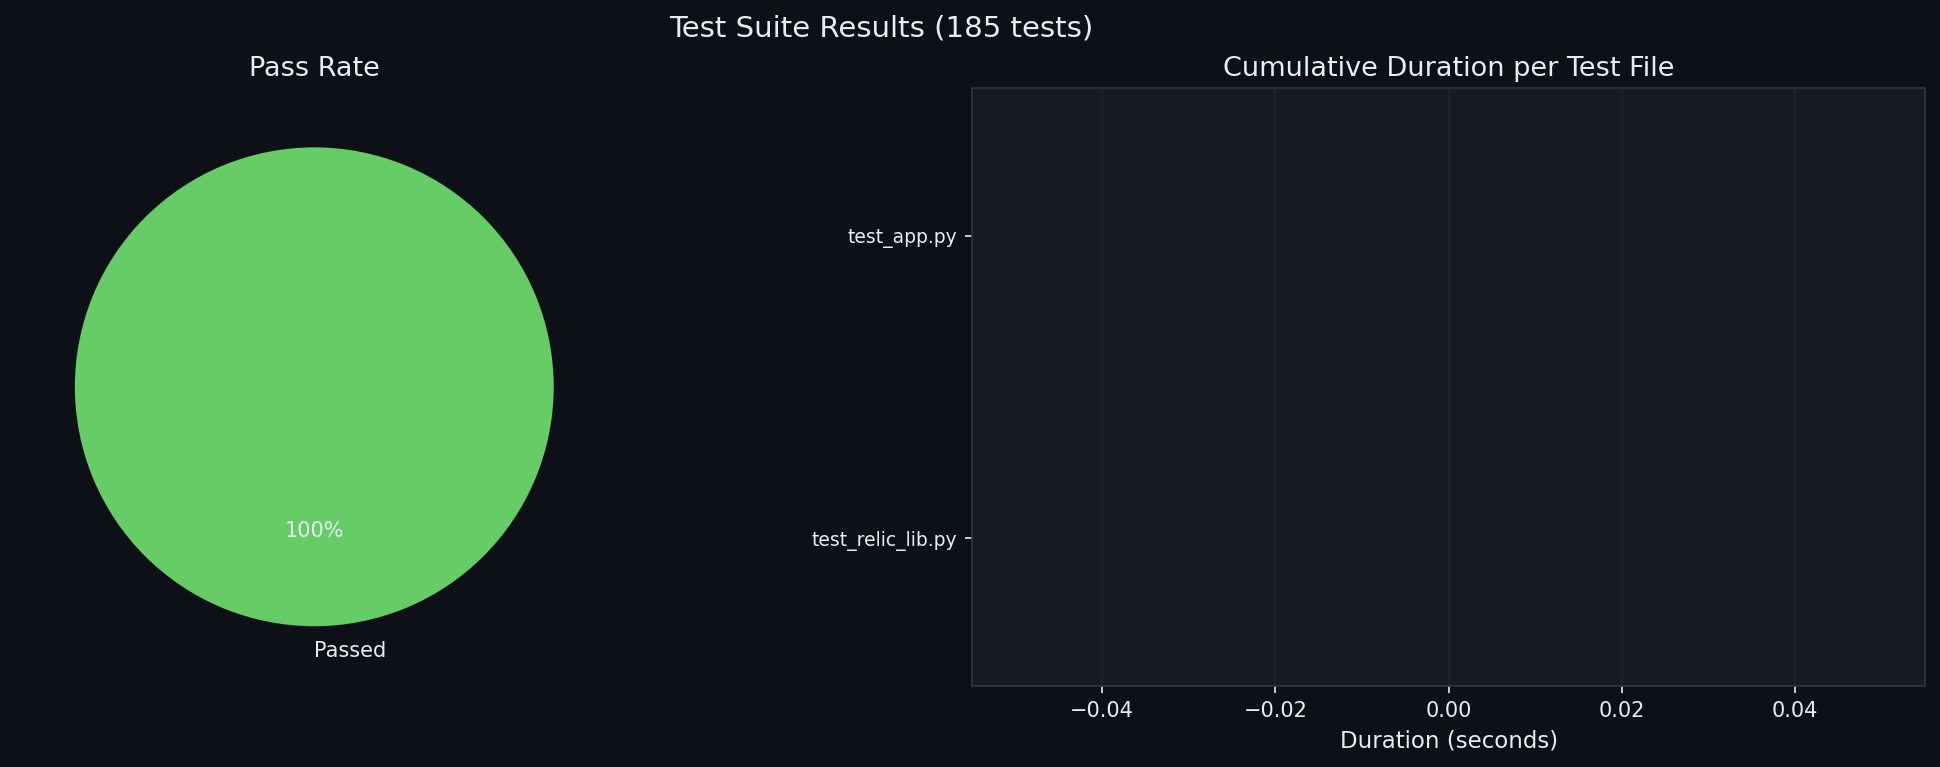 Test Suite Results (185 tests)
Pass Rate
100%
Passed
Cumulative Duration per Test File
test_app.py
test_relic_lib.py
−0.04 −0.02 0.00 0.02 0.04
Duration (seconds)